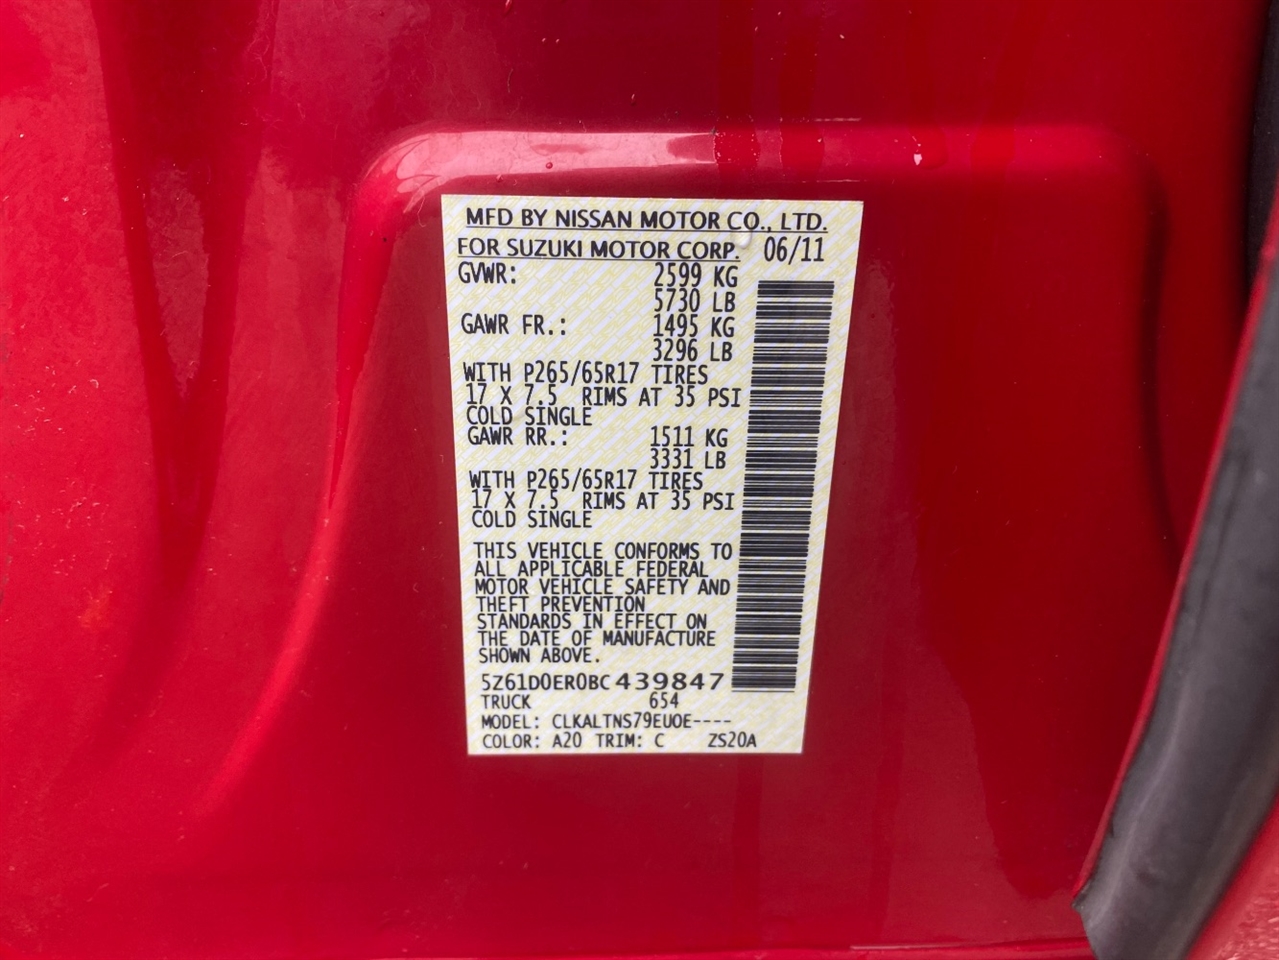 MFD BY NISSAN MOTOR CO., LTD.
FOR SUZUKI MOTOR CORP. 06/11
GVWR: 2599 KG
5730 LB
GAWR FR.: 1495 KG
3296 LB
WITH P265/65R17 TIRES
17 X 7.5 RIMS AT 35 PSI
COLD SINGLE
GAWR RR.: 1511 KG
3331 LB
WITH P265/65R17 TIRES
17 X 7.5 RIMS AT 35 PSI
COLD SINGLE
THIS VEHICLE CONFORMS TO
ALL APPLICABLE FEDERAL
MOTOR VEHICLE SAFETY AND
THEFT PREVENTION
STANDARDS IN EFFECT ON
THE DATE OF MANUFACTURE
SHOWN ABOVE.
5Z61D0ER0BC439847
TRUCK 654
MODEL: CLKALTNS79EUOE----
COLOR: A20 TRIM: C ZS20A